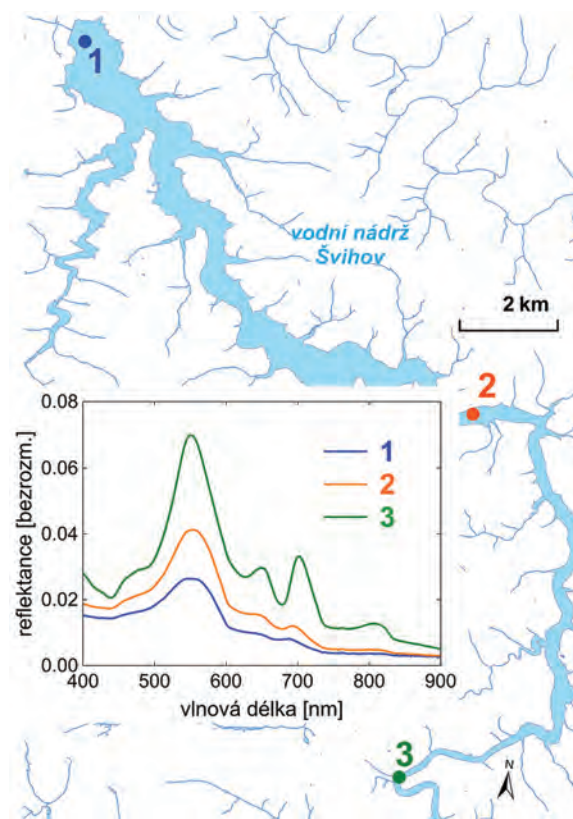 1
vodní nádrž
Švihov
2 km
2
0.08
0.06
0.04
0.02
0.00
reflektance [bezrozm.]
1
2
3
400 500 600 700 800 900
vlnová délka [nm]
3
N